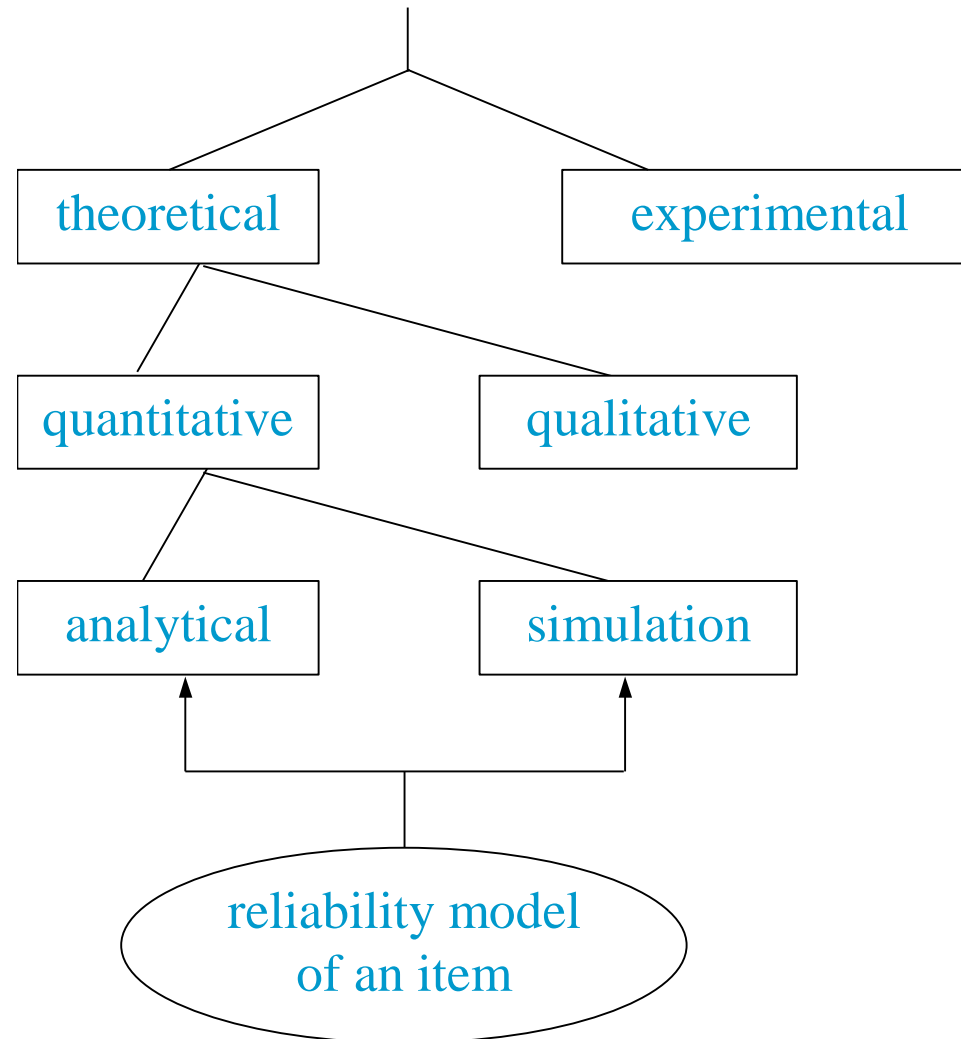 theoretical
experimental
quantitative
qualitative
analytical
simulation
reliability model
of an item